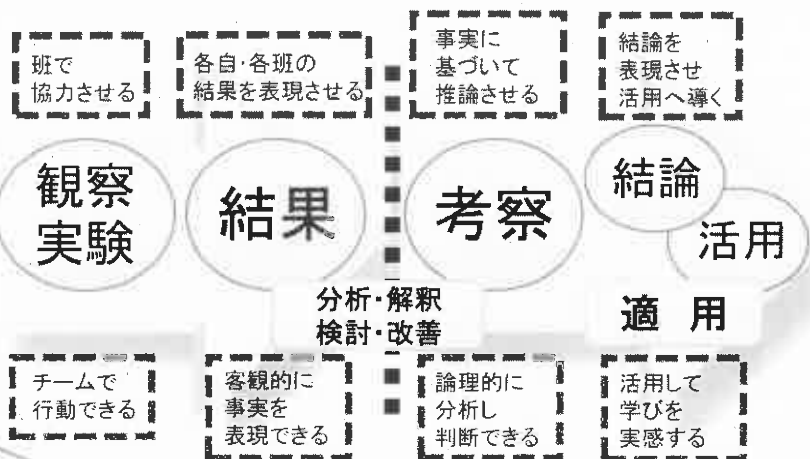 班で
協力させる
各自・各班の
結果を表現させる
事実に
基づいて
推論させる
結論を
表現させ
活用へ導く
観察
実験
結果
考察
結論
活用
分析・解釈
検討・改善
適 用
チームで
行動できる
客観的に
事実を
表現できる
論理的に
分析し
判断できる
活用して
学びを
実感する